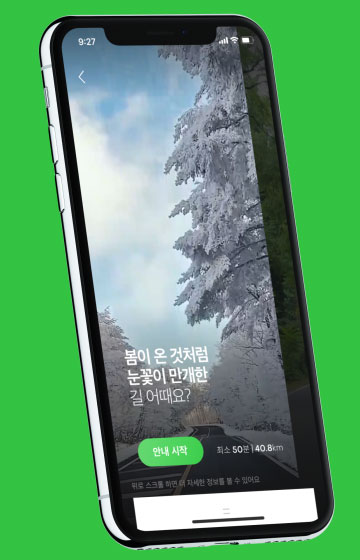 9:27
봄이 온 것처럼
눈꽃이 만개한
길 어때요?
안내 시작
최소 50분 | 40.8km
위로 스크롤 하면 더 자세한 정보를 볼 수 있어요